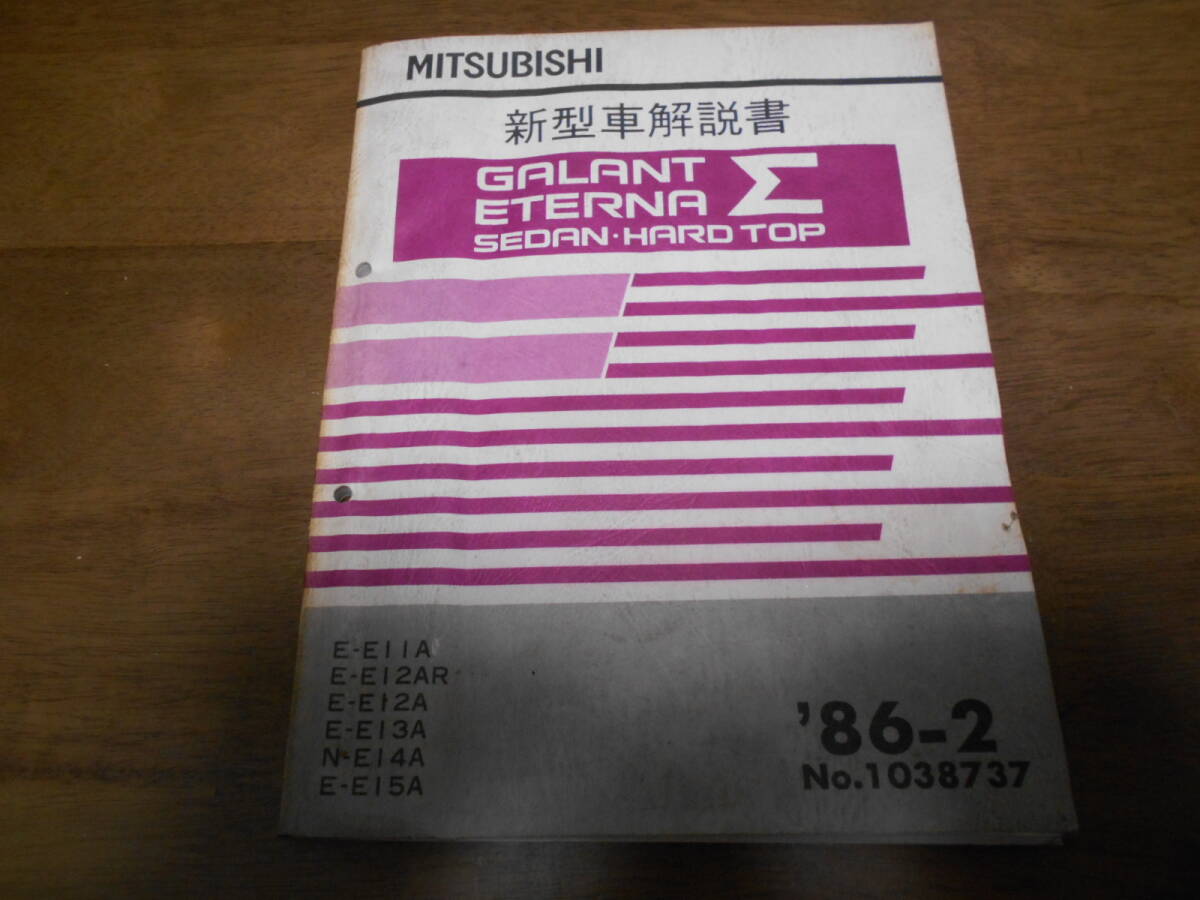 MITSUBISHI
新型車解説書
GALANT Σ
ETERNA
SEDAN·HARD TOP
E-E11A
E-E12AR
E-E12A
E-E13A
N-E14A
E-E15A
'86-2
No.1038737